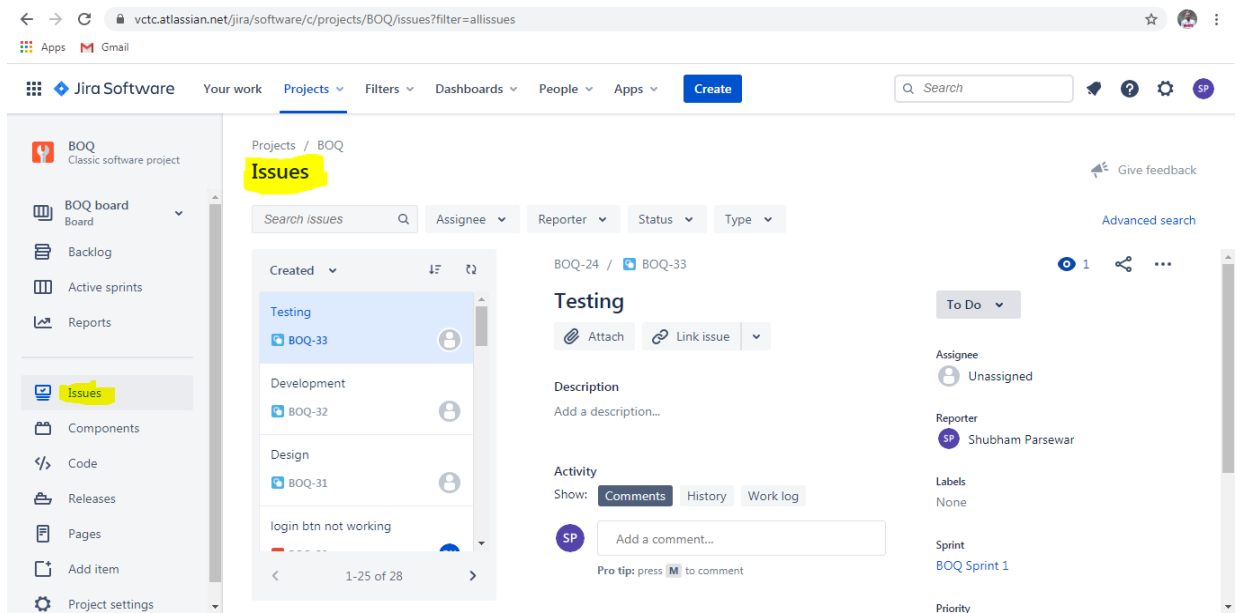 vctc.atlassian.net/jira/software/c/projects/BOQ/issues?filter=allissues
Apps Gmail
Jira Software Your work Projects Filters Dashboards People Apps Create Search SP
BOQ
Classic software project
BOQ board
Board
Backlog
Active sprints
Reports
Issues
Components
Code
Releases
Pages
Add item
Project settings
Projects / BOQ
Issues
Give feedback
Search issues Assignee Reporter Status Type Advanced search
Created
Testing
BOQ-33
Development
BOQ-32
Design
BOQ-31
login btn not working
1-25 of 28
BOQ-24 / BOQ-33
1
Testing
Attach Link issue
Description
Add a description...
Activity
Show: Comments History Work log
SP Add a comment...
Pro tip: press M to comment
To Do
Assignee
Unassigned
Reporter
SP Shubham Parsewar
Labels
None
Sprint
BOQ Sprint 1
Priority